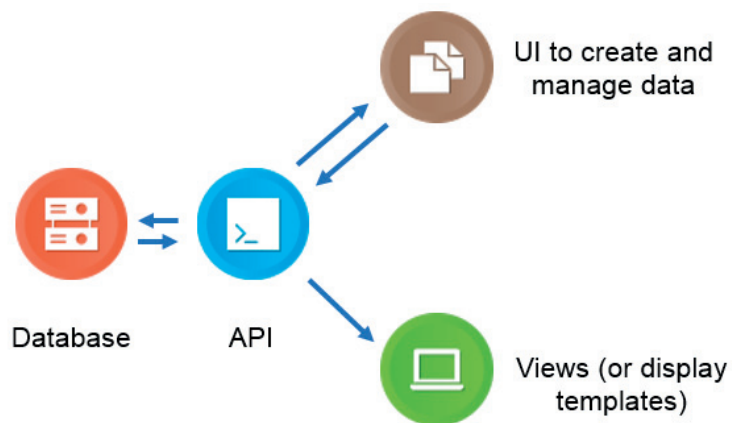 UI to create and
manage data
Database
API
Views (or display
templates)